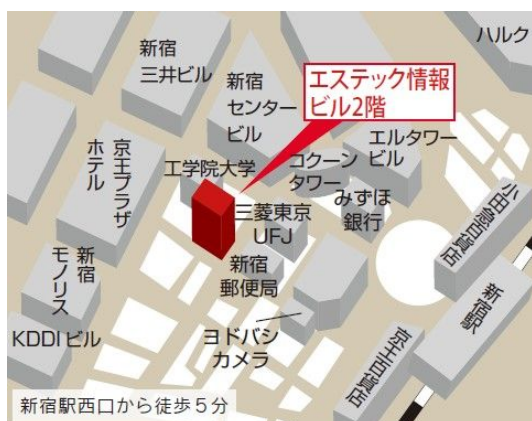 ハルク
新宿
三井ビル
新宿
センター
ビル
エステック情報
ビル2階
エルタワー
ビル
京王プラザ
ホテル
工学院大学
コクーン
タワー
みずほ
銀行
三菱東京
UFJ
小田急百貨店
新宿
モノリス
新宿
郵便局
新宿駅
KDDIビル
ヨドバシ
カメラ
京王百貨店
新宿駅西口から徒歩5分